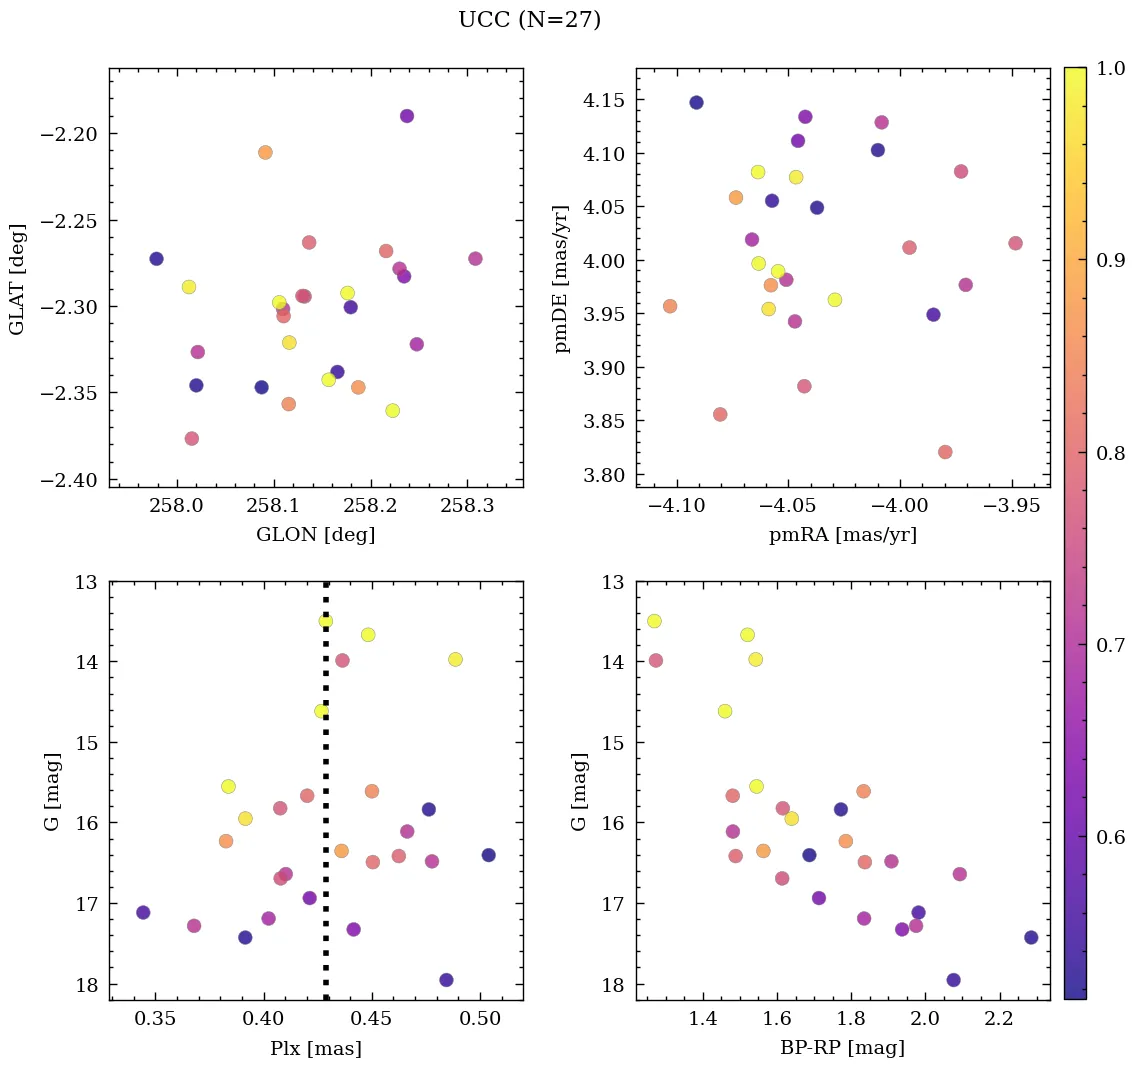 UCC (N=27)
−2.20
−2.25
−2.30
−2.35
−2.40
GLAT [deg]
258.0 258.1 258.2 258.3
GLON [deg]
4.15
4.10
4.05
4.00
3.95
3.90
3.85
3.80
pmDE [mas/yr]
−4.10 −4.05 −4.00 −3.95
pmRA [mas/yr]
1.0
0.9
0.8
0.7
0.6
13
14
15
16
17
18
G [mag]
0.35 0.40 0.45 0.50
Plx [mas]
13
14
15
16
17
18
G [mag]
1.4 1.6 1.8 2.0 2.2
BP-RP [mag]